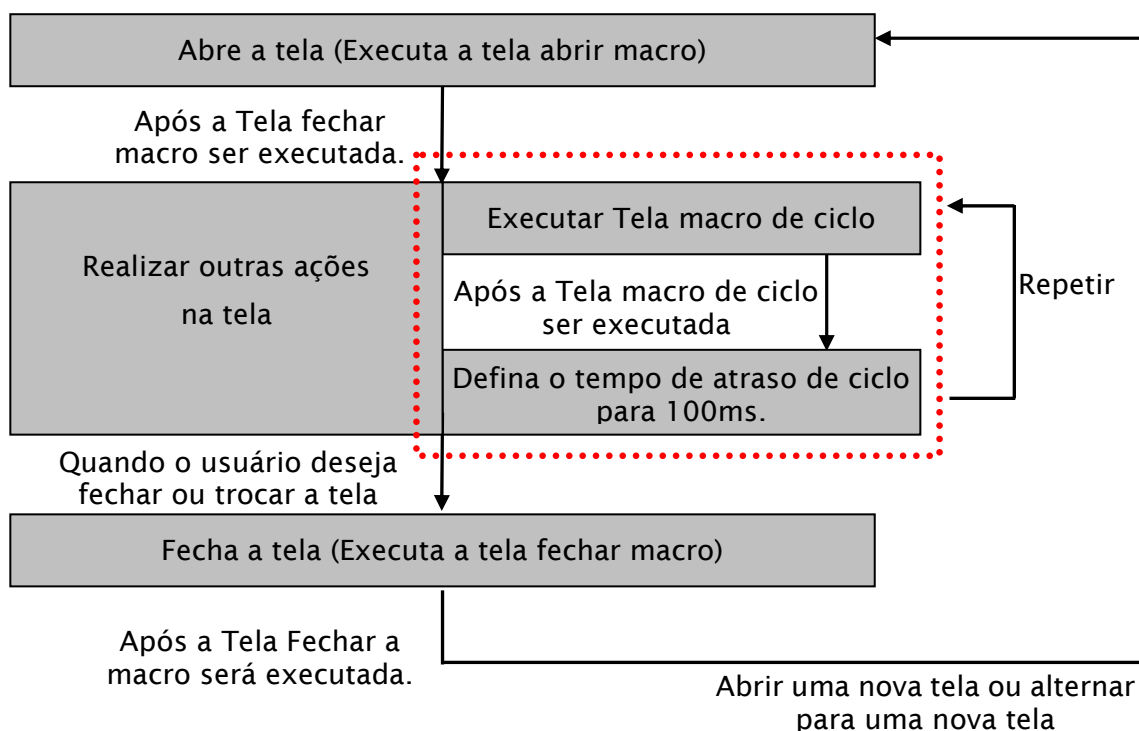 Abre a tela (Executa a tela abrir macro)
Após a Tela fechar
macro ser executada.
Executar Tela macro de ciclo
Realizar outras ações
na tela
Após a Tela macro de ciclo
ser executada
Repetir
Defina o tempo de atraso de ciclo
para 100ms.
Quando o usuário deseja
fechar ou trocar a tela
Fecha a tela (Executa a tela fechar macro)
Após a Tela Fechar a
macro será executada.
Abrir uma nova tela ou alternar
para uma nova tela